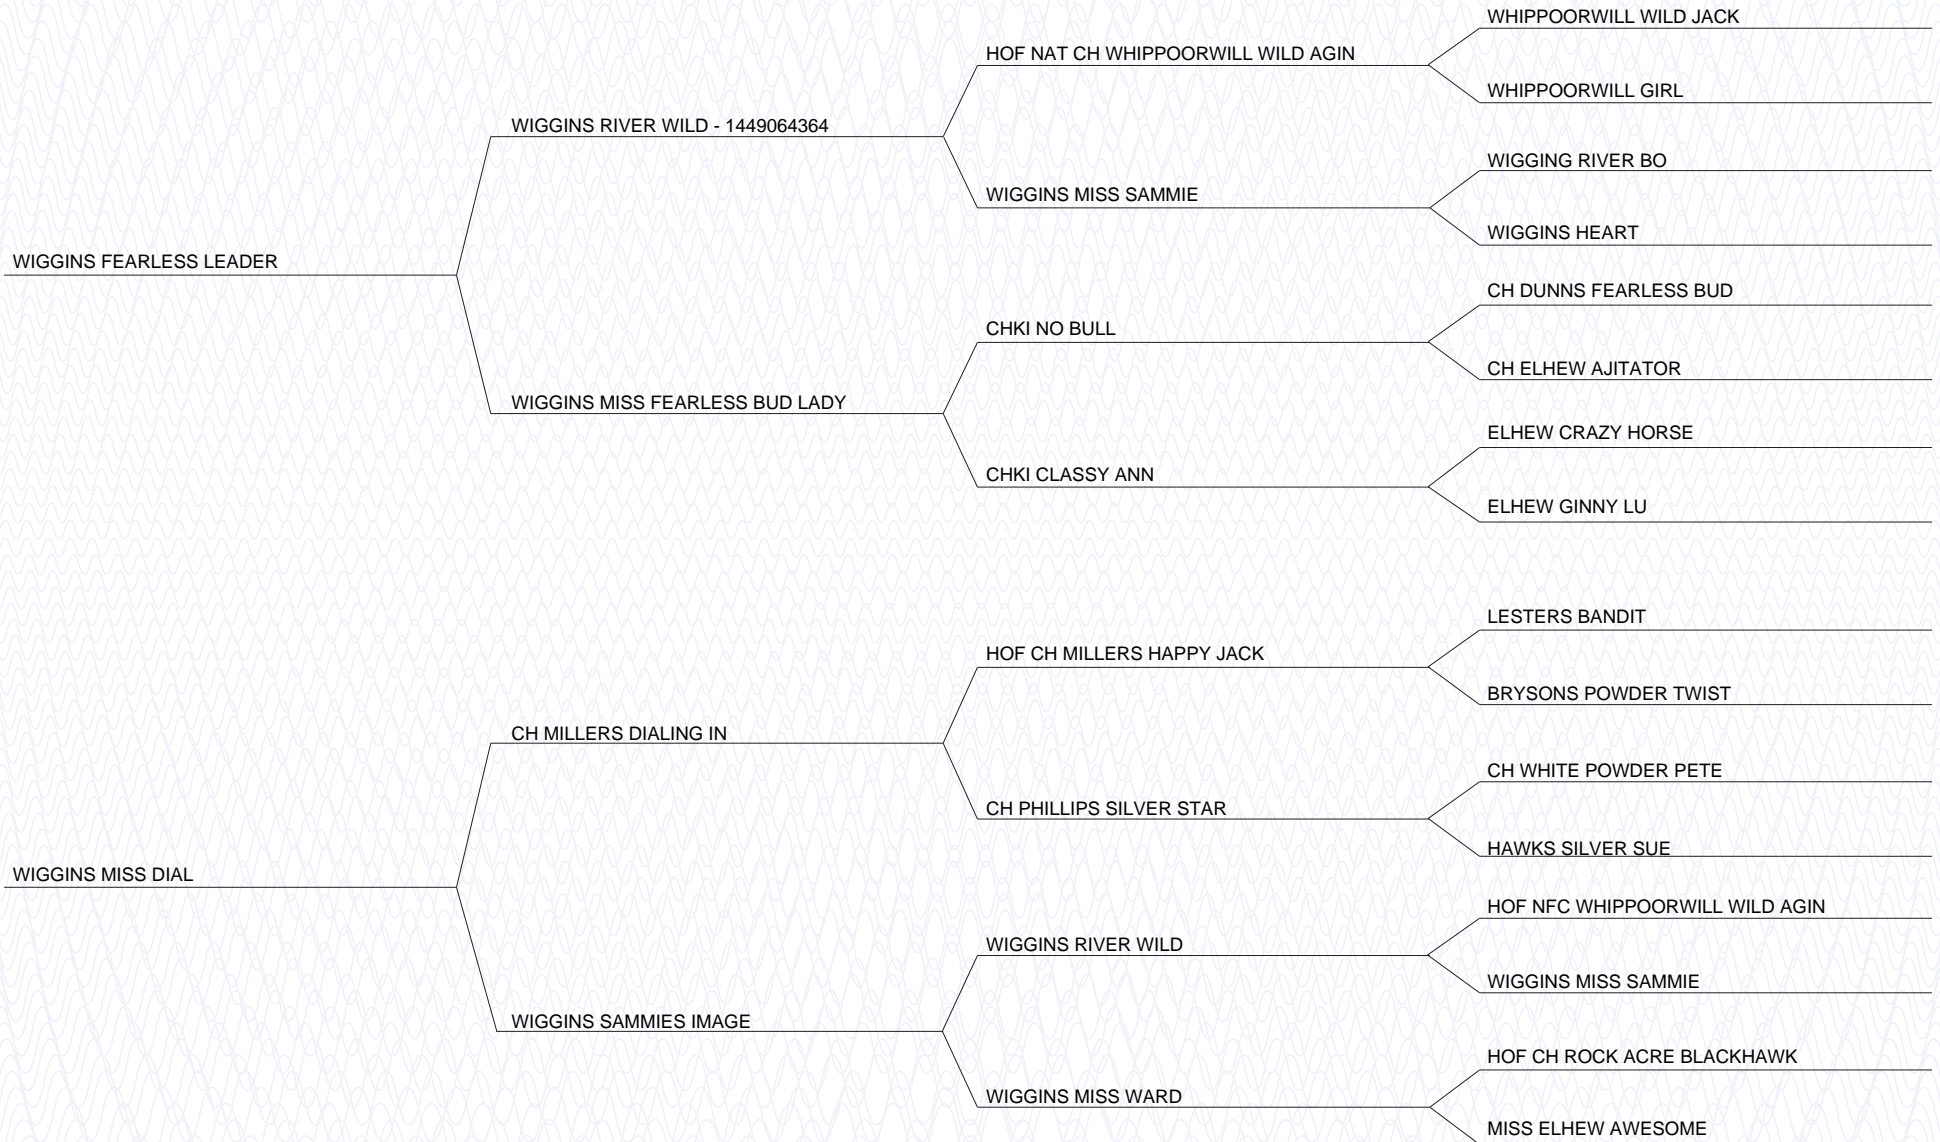 WHIPPOORWILL WILD JACK
HOF NAT CH WHIPPOORWILL WILD AGIN
WHIPPOORWILL GIRL
WIGGINS RIVER WILD - 1449064364
WIGGING RIVER BO
WIGGINS MISS SAMMIE
WIGGINS HEART
WIGGINS FEARLESS LEADER
CH DUNNS FEARLESS BUD
CHKI NO BULL
CH ELHEW AJITATOR
WIGGINS MISS FEARLESS BUD LADY
ELHEW CRAZY HORSE
CHKI CLASSY ANN
ELHEW GINNY LU
LESTERS BANDIT
HOF CH MILLERS HAPPY JACK
BRYSONS POWDER TWIST
CH MILLERS DIALING IN
CH WHITE POWDER PETE
CH PHILLIPS SILVER STAR
HAWKS SILVER SUE
WIGGINS MISS DIAL
HOF NFC WHIPPOORWILL WILD AGIN
WIGGINS RIVER WILD
WIGGINS MISS SAMMIE
WIGGINS SAMMIES IMAGE
HOF CH ROCK ACRE BLACKHAWK
WIGGINS MISS WARD
MISS ELHEW AWESOME